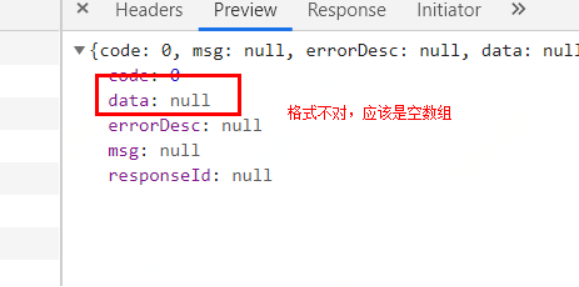 × Headers Preview Response Initiator »
▼{code: 0, msg: null, errorDesc: null, data: nul
code: 0
data: null 格式不对，应该是空数组
errorDesc: null
msg: null
responseId: null